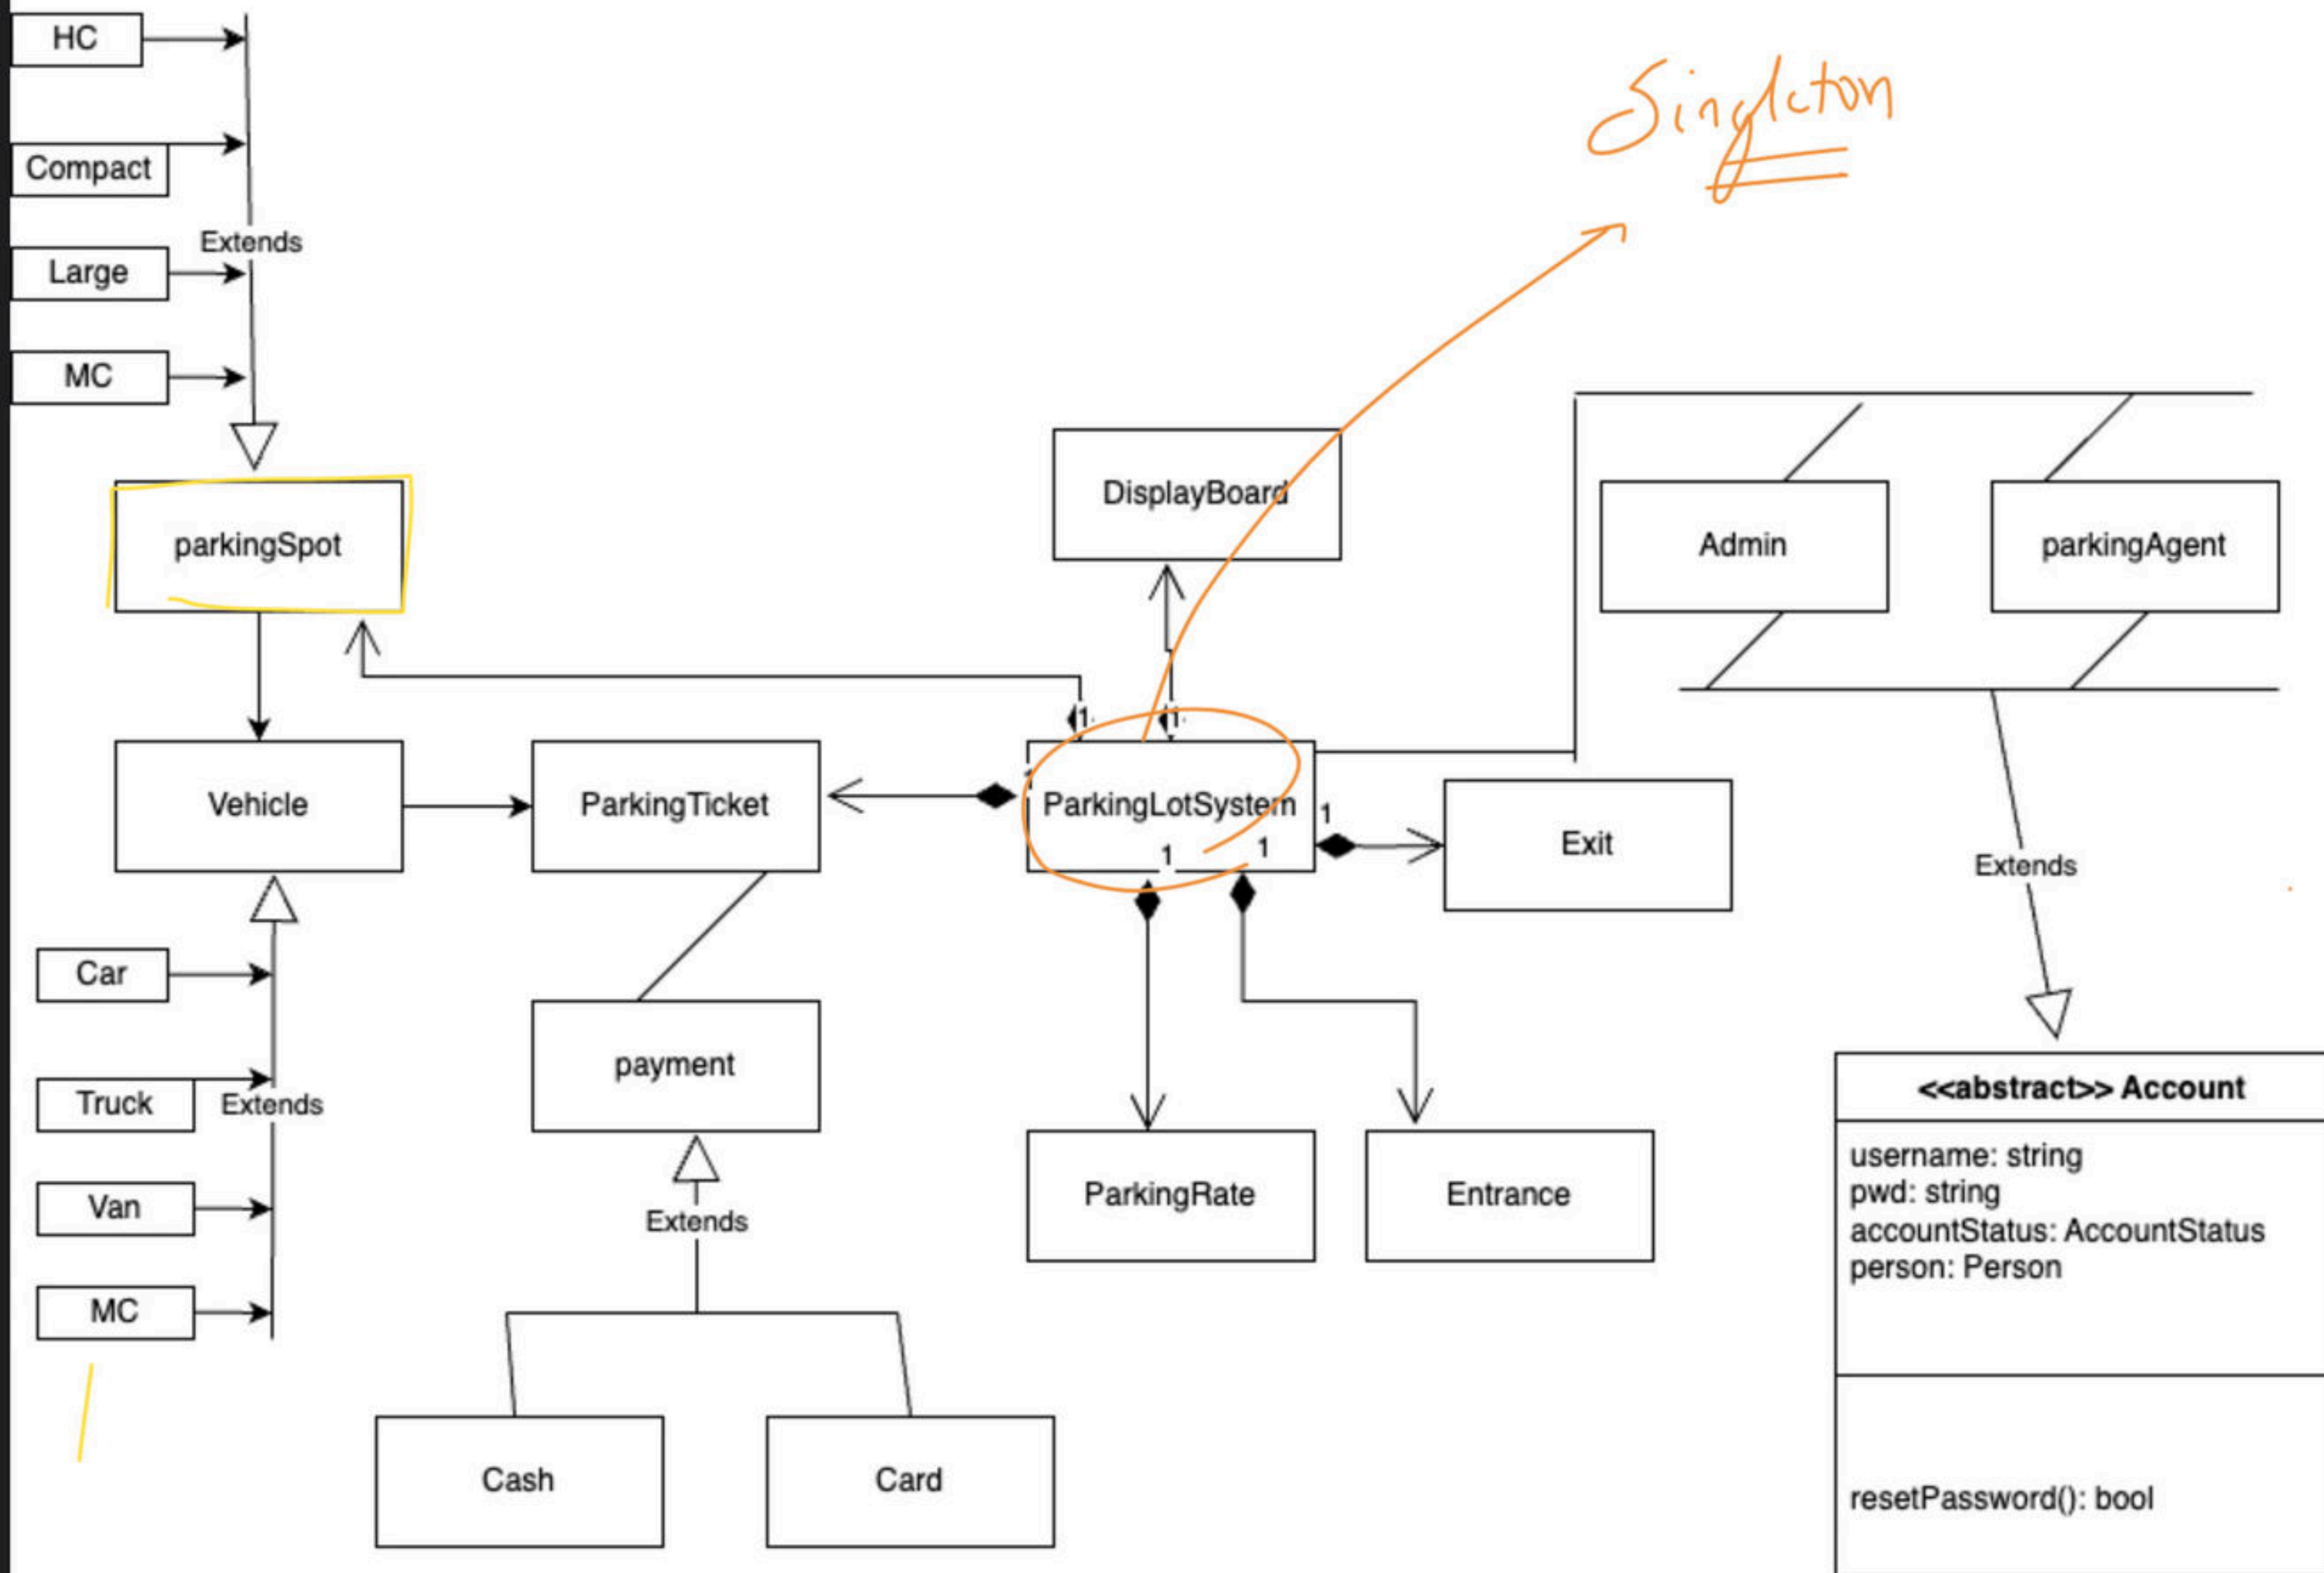 HC
Singleton
Compact
Extends
Large
MC
DisplayBoard
parkingSpot
Admin
parkingAgent
1
1
1
Vehicle
ParkingTicket
ParkingLotSystem
1
1
1
Exit
Extends
Car
payment
Truck
Extends
<<abstract>> Account
username: string
pwd: string
accountStatus: AccountStatus
person: Person
Van
ParkingRate
Entrance
Extends
MC
Cash
Card
resetPassword(): bool